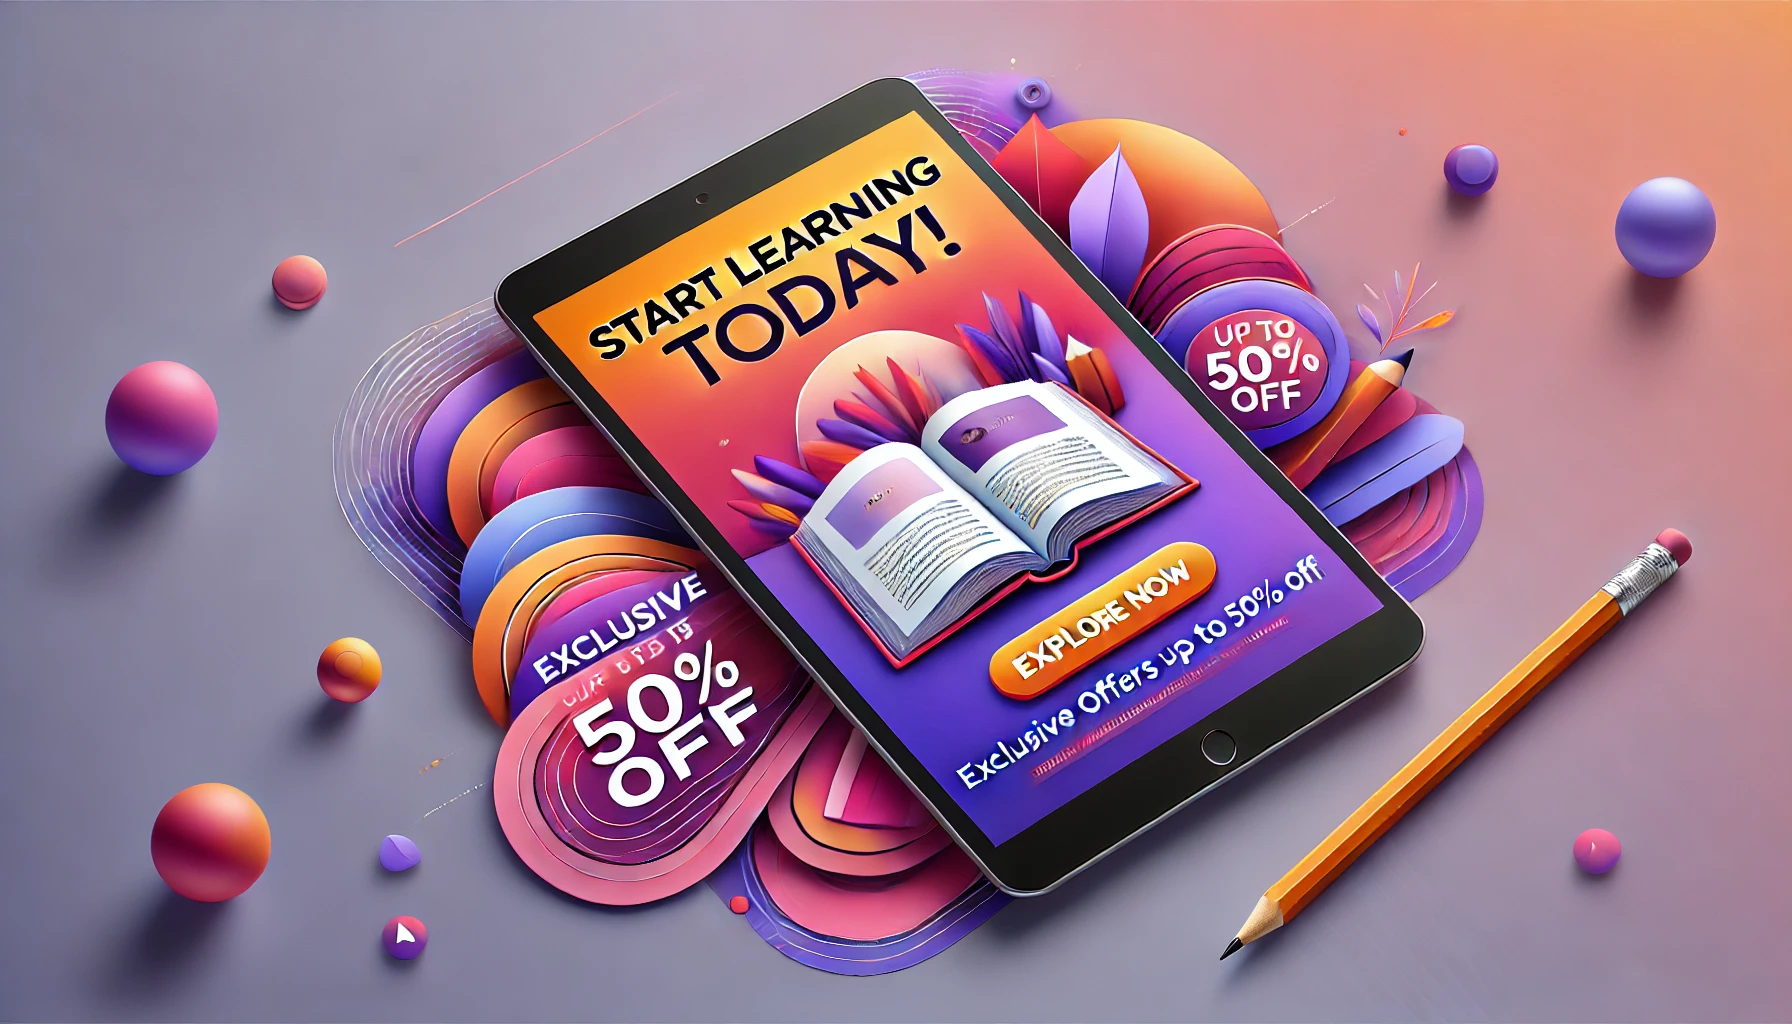 START LEARNING
TODAY!
UP TO
50%
OFF
EXPLORE NOW
Exclusive Offers up to 50% off
EXCLUSIVE
50%
OFF